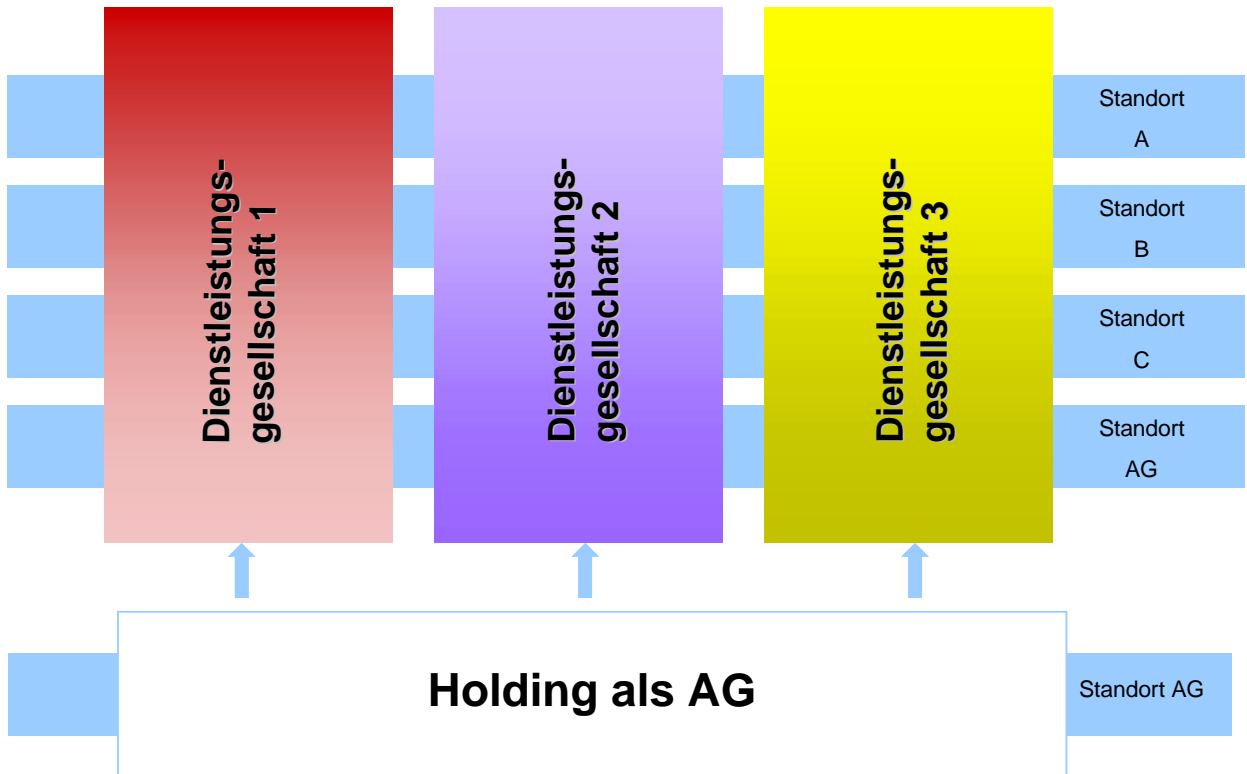 Dienstleistungs-
gesellschaft 1
Dienstleistungs-
gesellschaft 2
Dienstleistungs-
gesellschaft 3
Standort
A
Standort
B
Standort
C
Standort
AG
Holding als AG
Standort AG